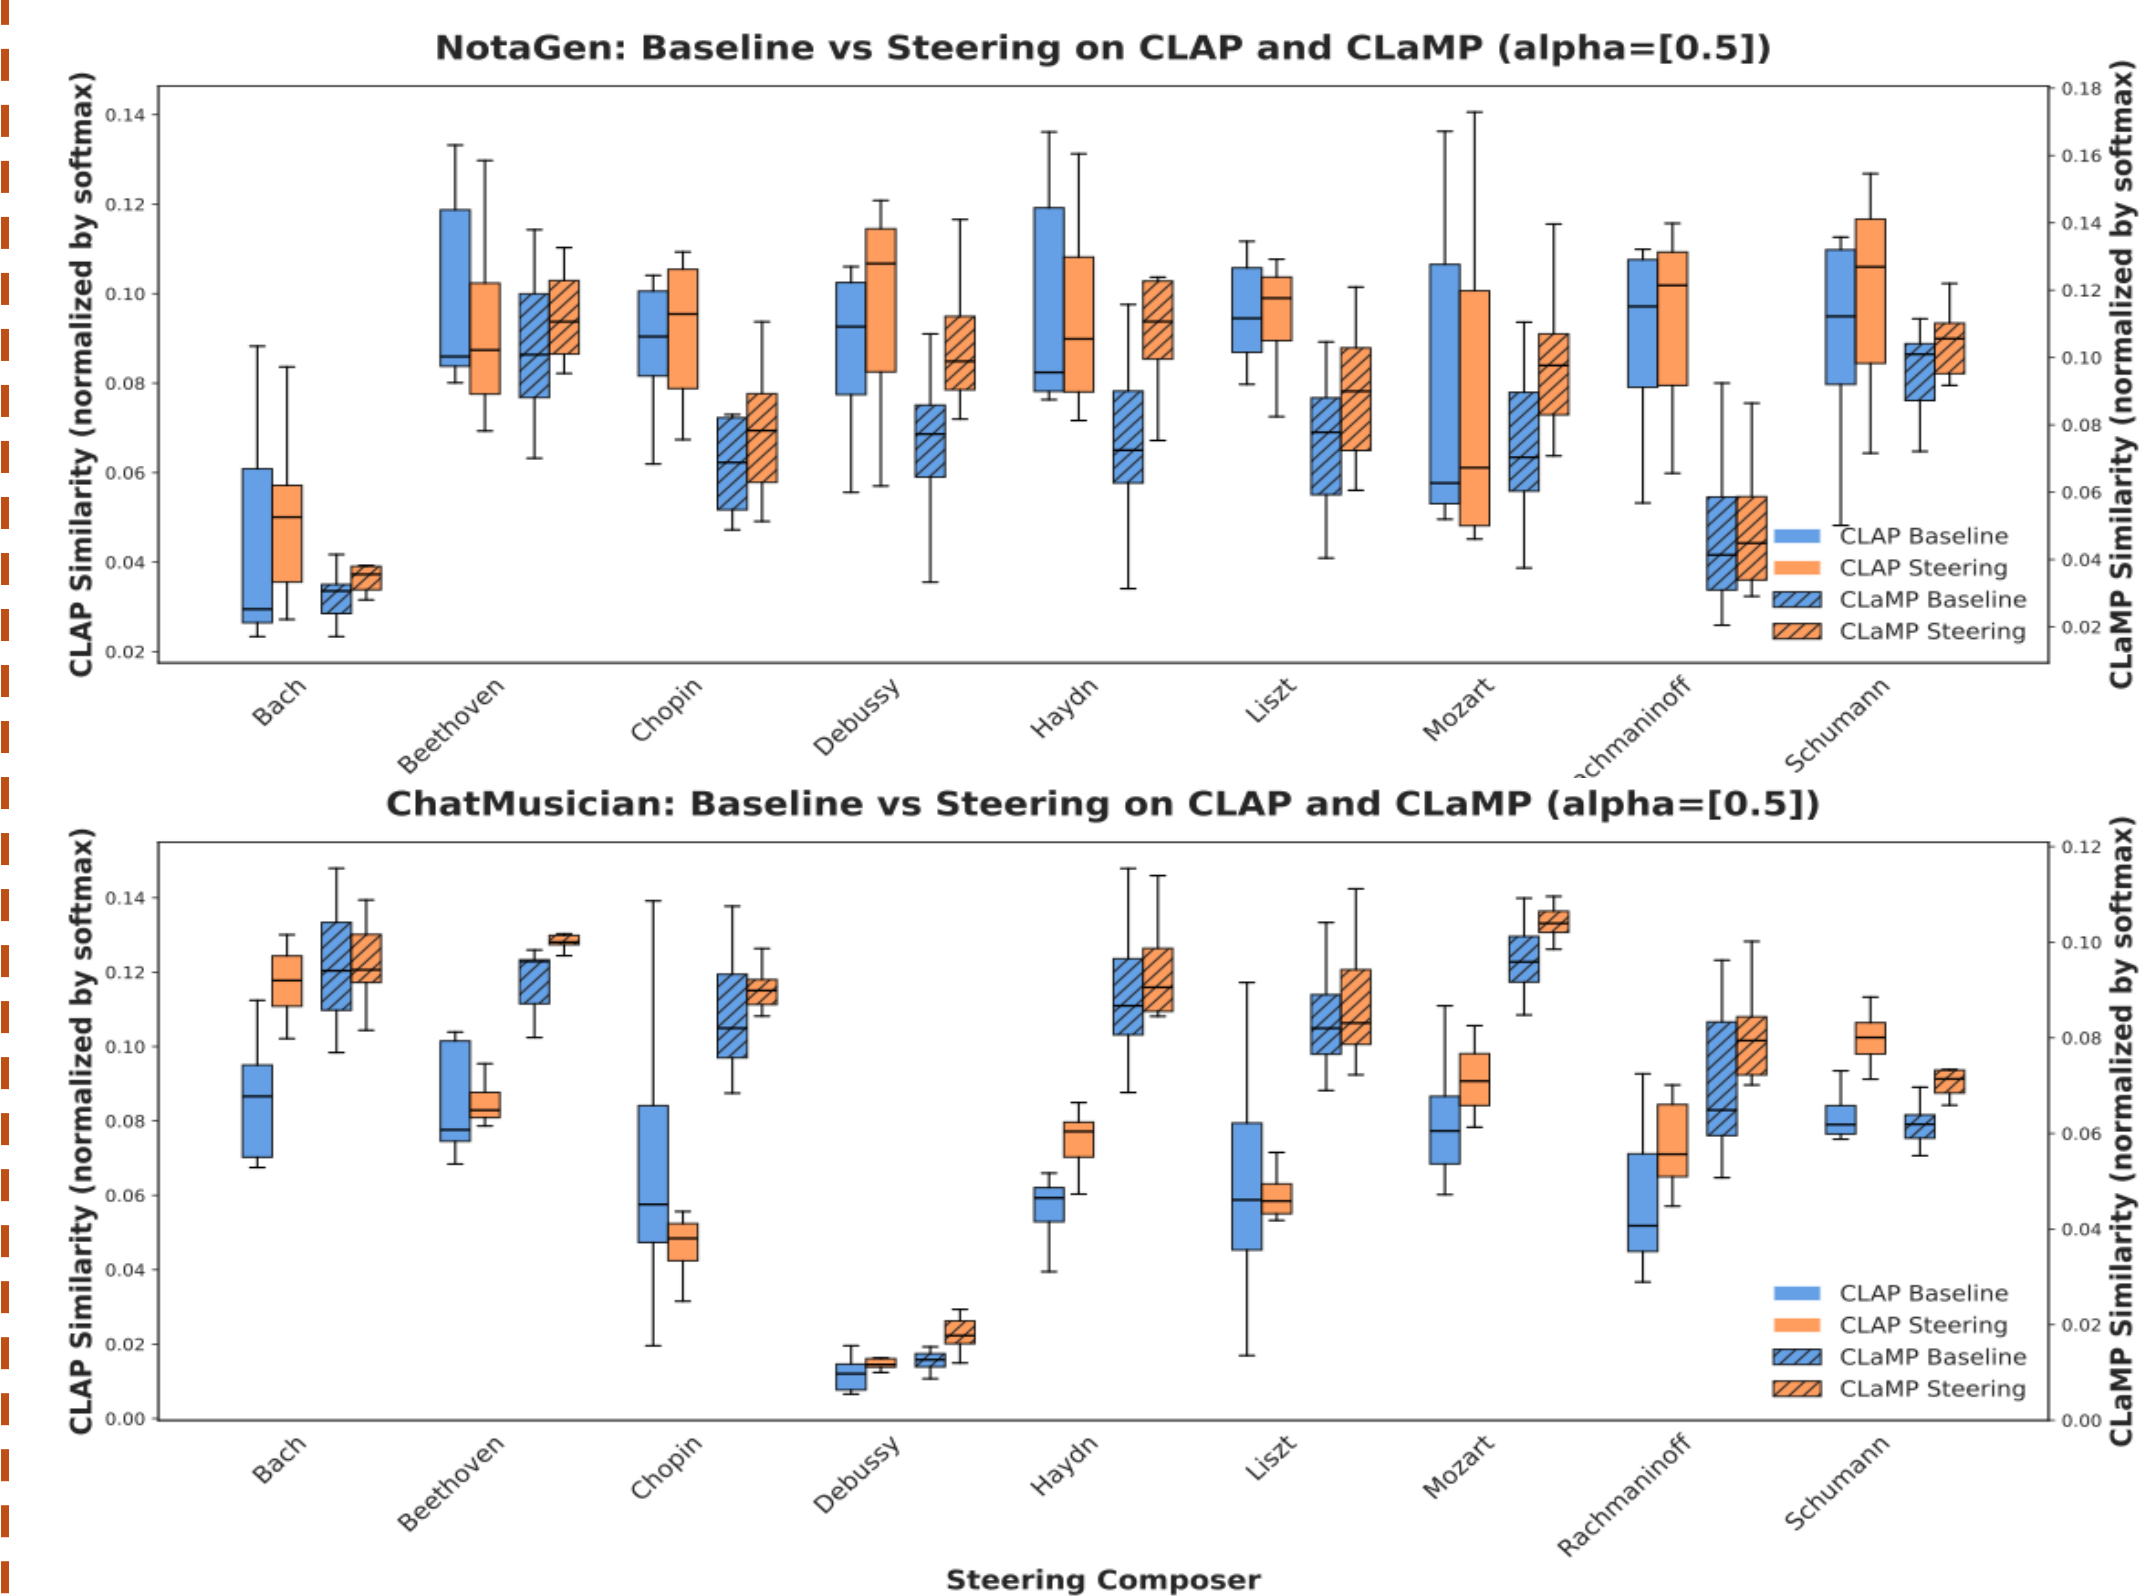 NotaGen: Baseline vs Steering on CLAP and CLaMP (alpha=[0.5])
CLAP Similarity (normalized by softmax)
0.14
0.12
0.10
0.08
0.06
0.04
0.02
CLaMP Similarity (normalized by softmax)
0.18
0.16
0.14
0.12
0.10
0.08
0.06
0.04
0.02
CLAP Baseline
CLAP Steering
CLaMP Baseline
CLaMP Steering
Bach
Beethoven
Chopin
Debussy
Haydn
Liszt
Mozart
chmaninoff
Schumann
ChatMusician: Baseline vs Steering on CLAP and CLaMP (alpha=[0.5])
CLAP Similarity (normalized by softmax)
0.14
0.12
0.10
0.08
0.06
0.04
0.02
0.00
CLaMP Similarity (normalized by softmax)
0.12
0.10
0.08
0.06
0.04
0.02
0.00
CLAP Baseline
CLAP Steering
CLaMP Baseline
CLaMP Steering
Bach
Beethoven
Chopin
Debussy
Haydn
Liszt
Mozart
Rachmaninoff
Schumann
Steering Composer